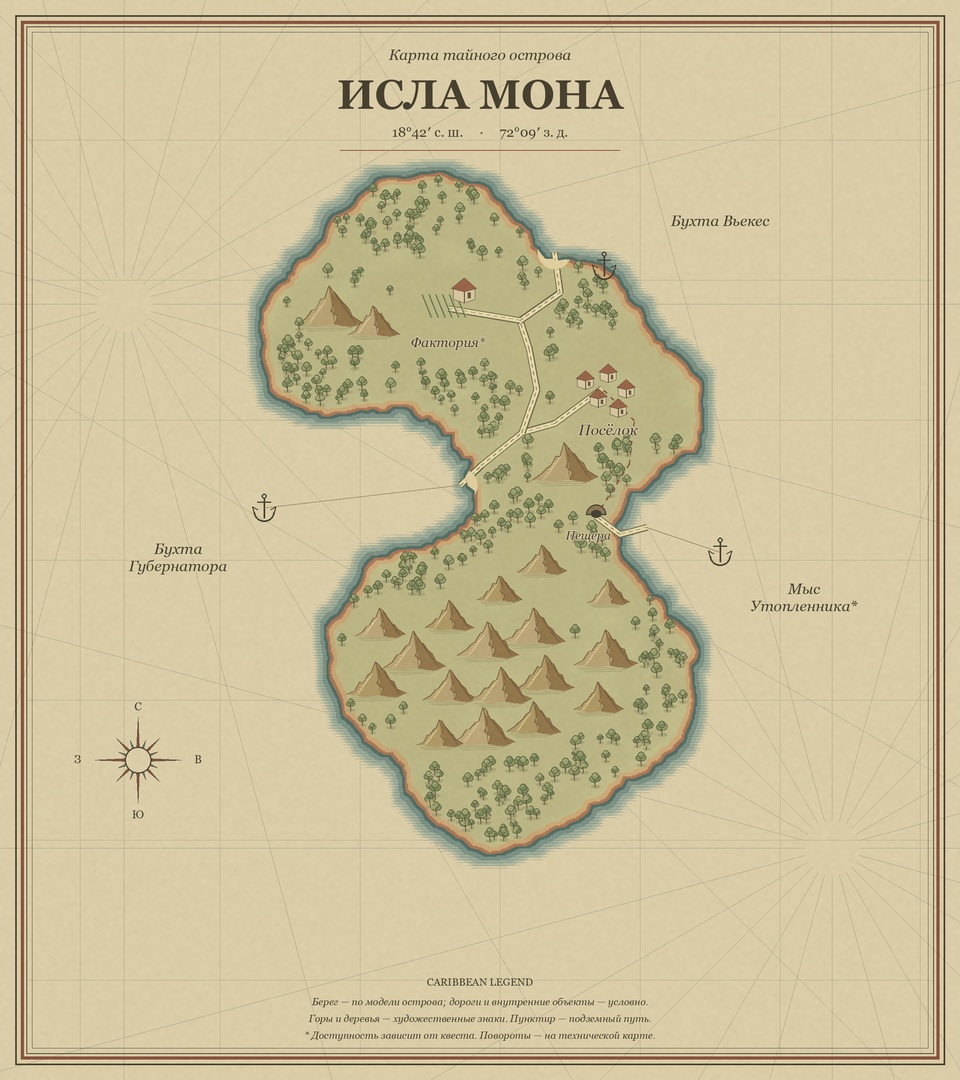 Карта тайного острова
ИСЛА МОНА
18°42′ с. ш. · 72°09′ з. д.
Бухта Вьекес
Фактория*
Посёлок
Пещера
Бухта
Губернатора
Мыс
Утопленника*
С
З
В
Ю
CARIBBEAN LEGEND
Берег — по модели острова; дороги и внутренние объекты — условно.
Горы и деревья — художественные знаки. Пунктир — подземный путь.
* Доступность зависит от квеста. Повороты — на технической карте.